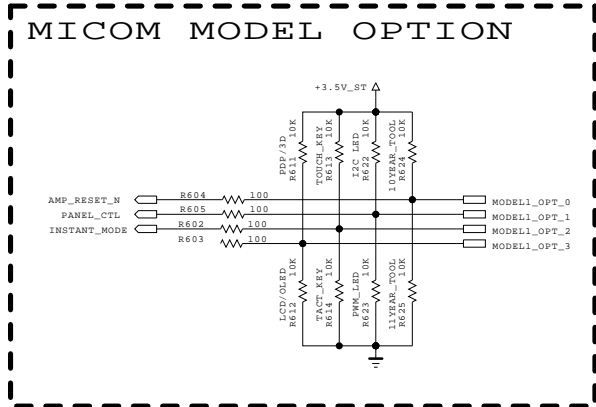 MICOM MODEL OPTION
+3.5V_ST
PDP/3D
R611 10K
TOUCH_KEY
R613 10K
I2C LED
R622 10K
10YEAR_TOOL
R624 10K
AMP_RESET_N R604 100 MODEL1_OPT_0
PANEL_CTL R605 100 MODEL1_OPT_1
INSTANT_MODE R602 100 MODEL1_OPT_2
R603 100 MODEL1_OPT_3
LCD/OLED
R612 10K
TACT_KEY
R614 10K
PWM_LED
R623 10K
11YEAR_TOOL
R625 10K